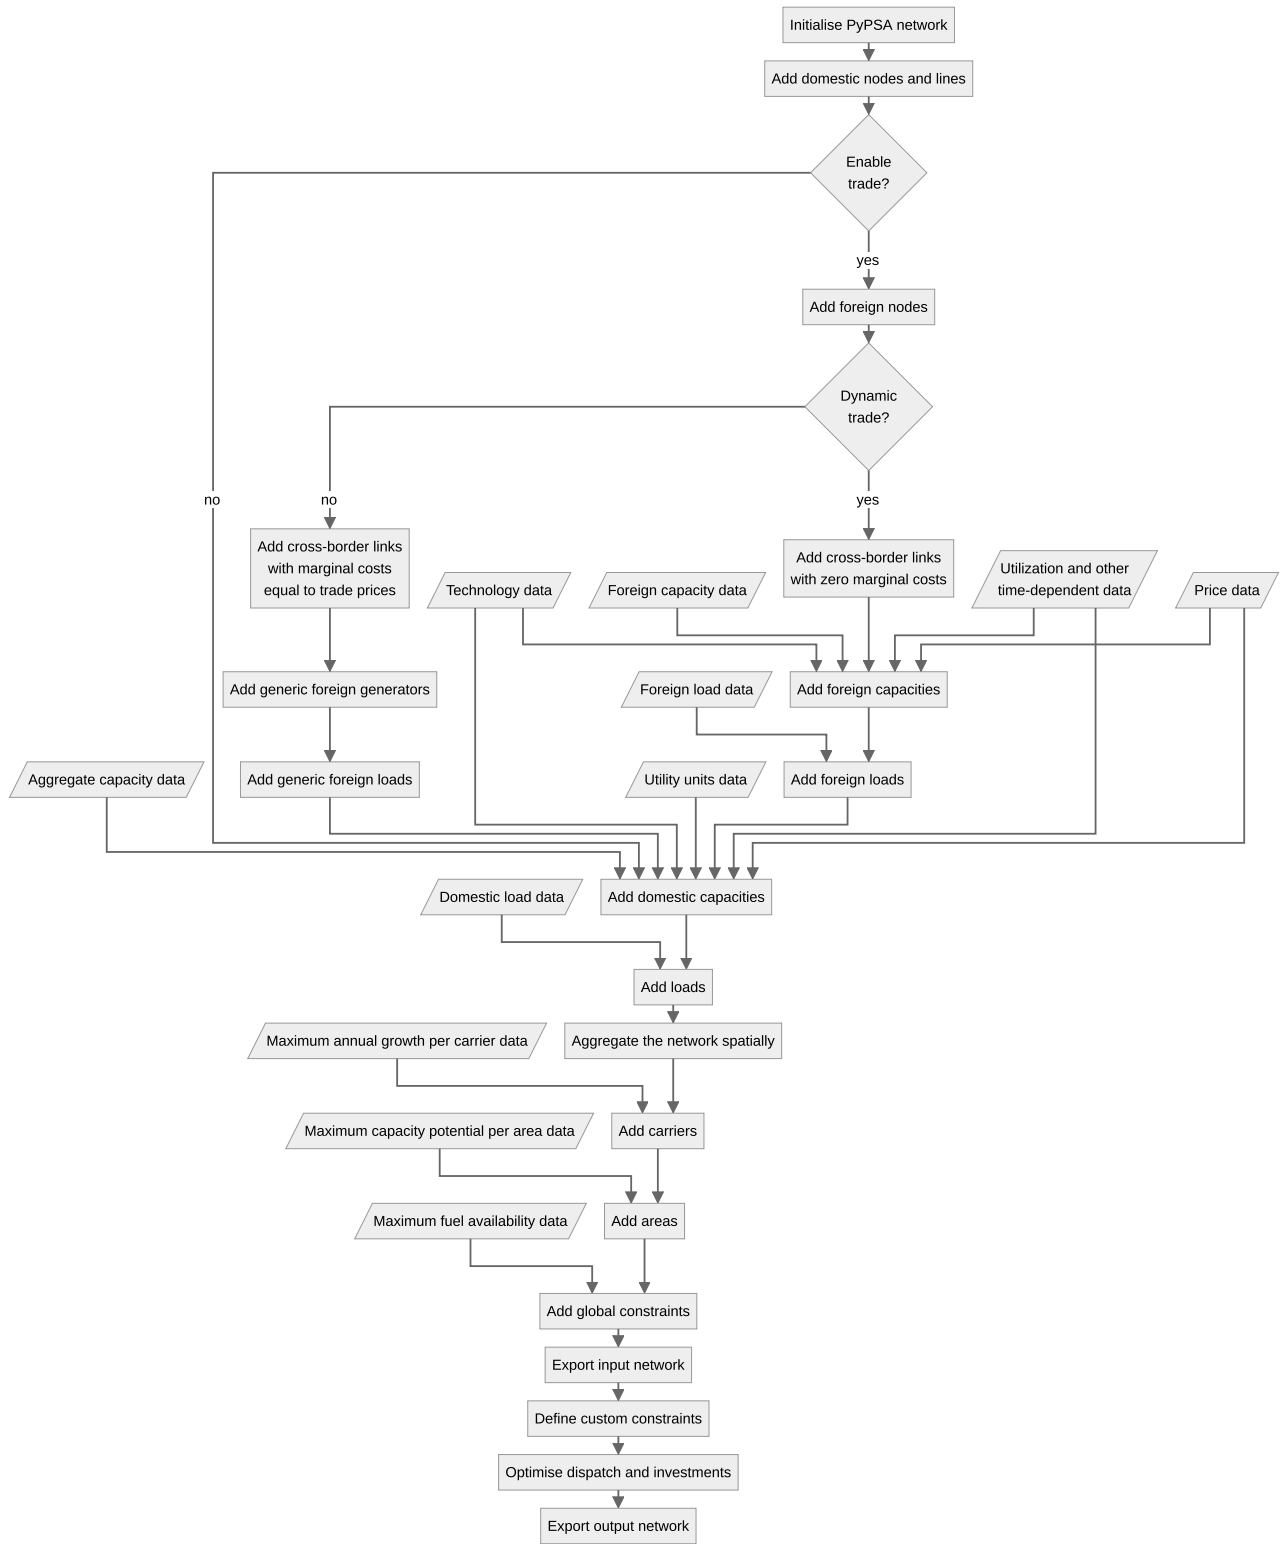 Initialise PyPSA network
Add domestic nodes and lines
Enable
trade?
yes
Add foreign nodes
Dynamic
trade?
no
no
yes
Add cross-border links
with marginal costs
equal to trade prices
Technology data
Foreign capacity data
Add cross-border links
with zero marginal costs
Utilization and other
time-dependent data
Price data
Add generic foreign generators
Foreign load data
Add foreign capacities
Aggregate capacity data
Add generic foreign loads
Utility units data
Add foreign loads
Domestic load data
Add domestic capacities
Add loads
Maximum annual growth per carrier data
Aggregate the network spatially
Maximum capacity potential per area data
Add carriers
Maximum fuel availability data
Add areas
Add global constraints
Export input network
Define custom constraints
Optimise dispatch and investments
Export output network